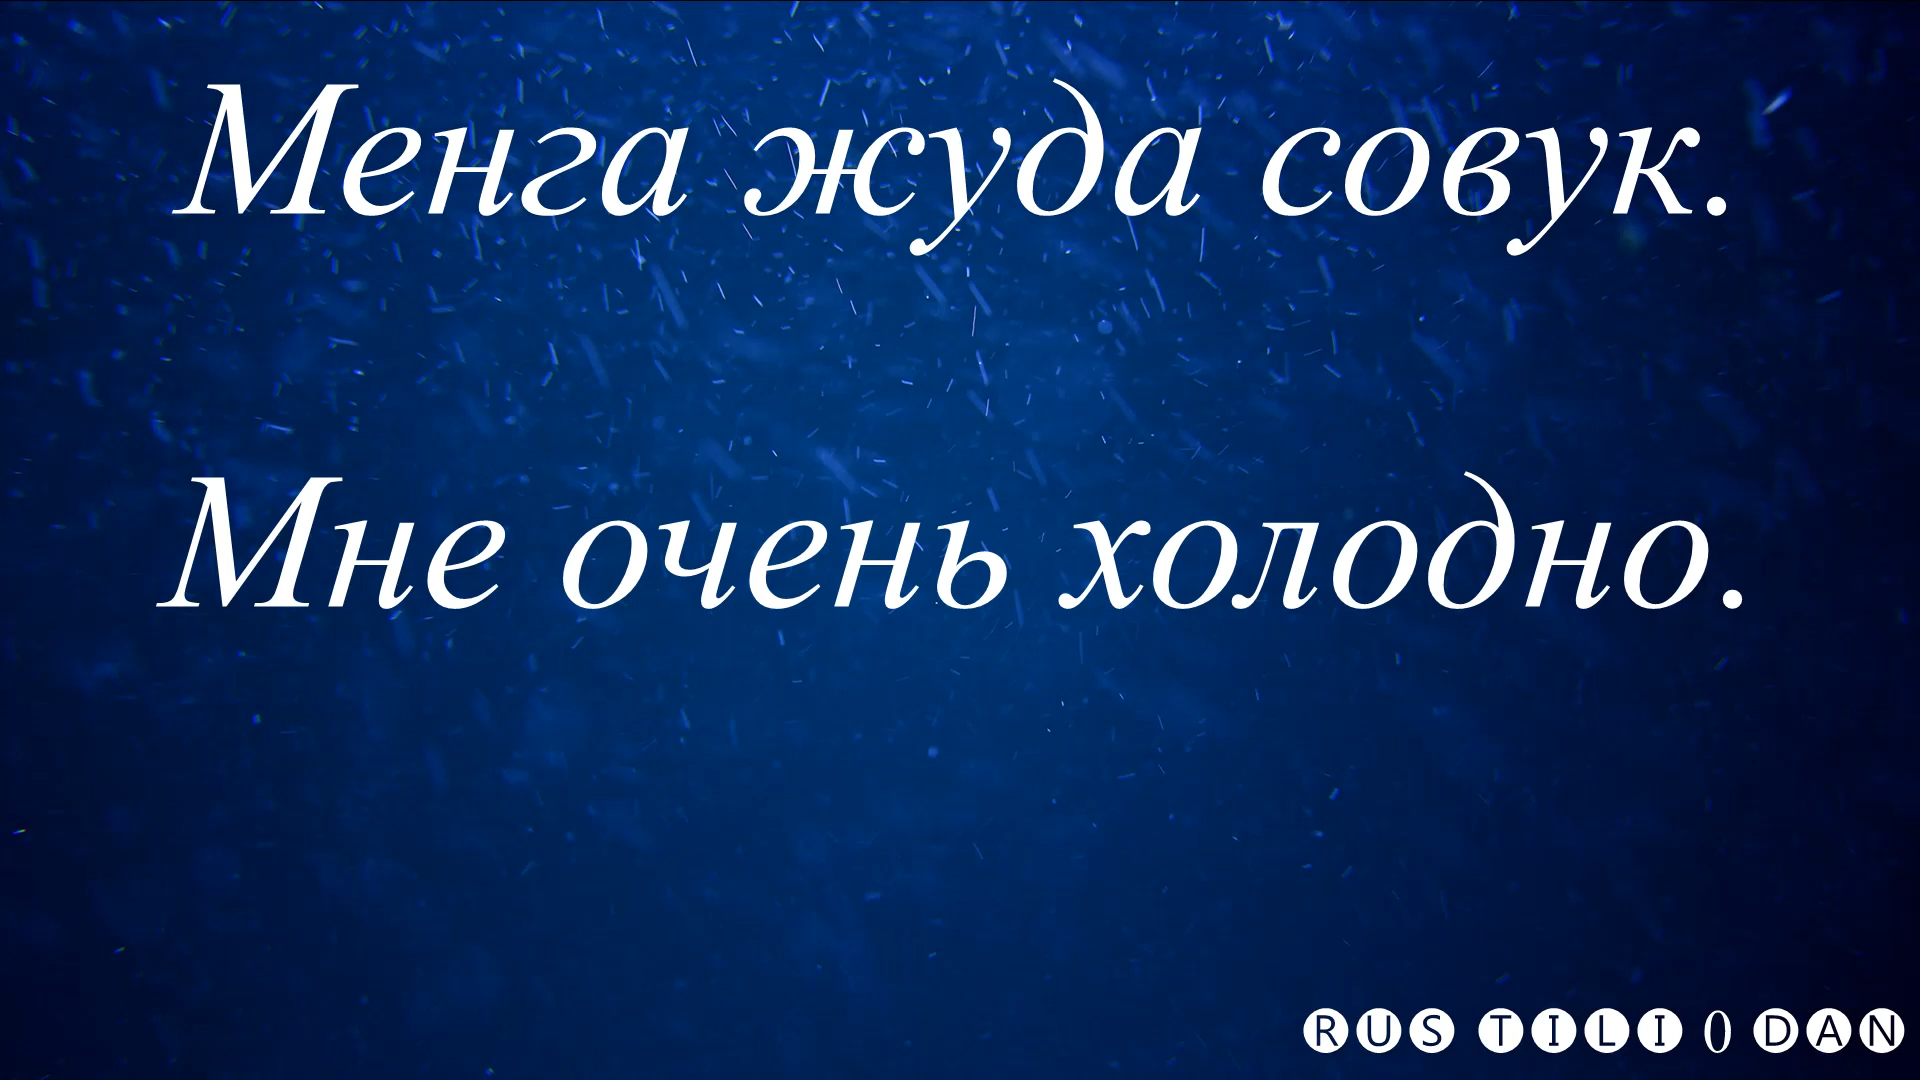 Менга жуда совук.
Мне очень холодно.
RUS TILI 0 DAN